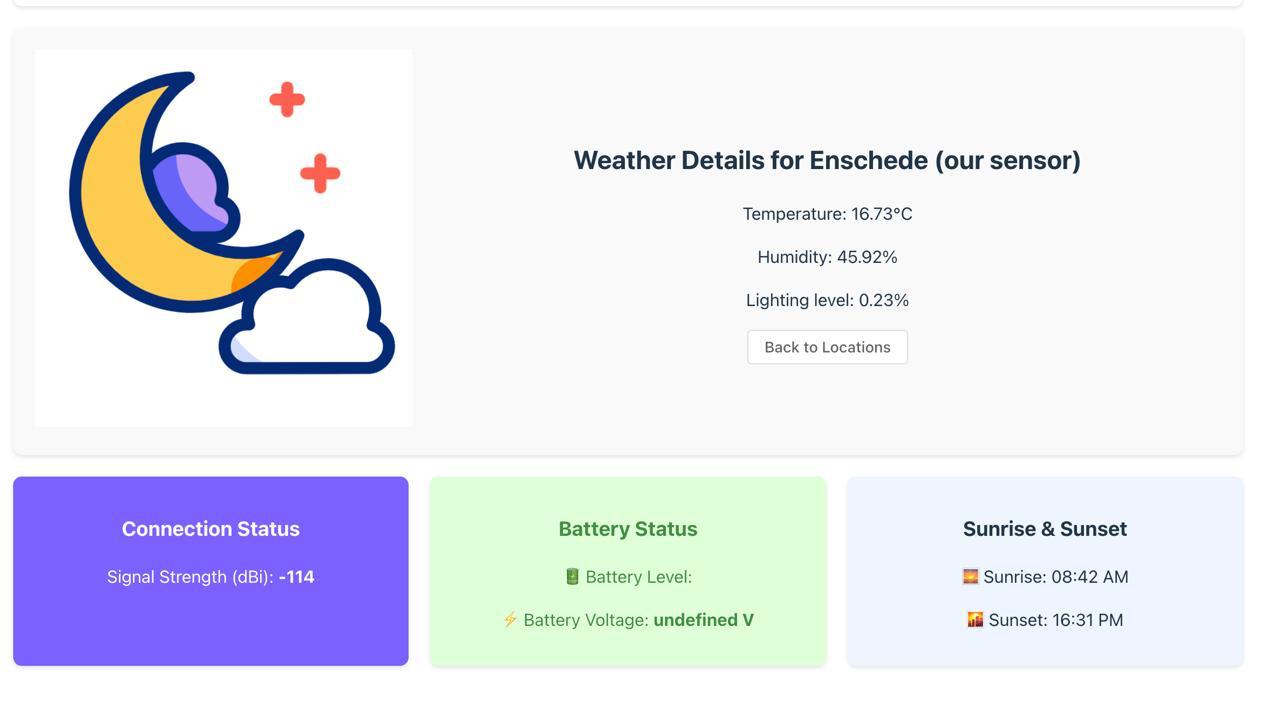 Weather Details for Enschede (our sensor)
Temperature: 16.73°C
Humidity: 45.92%
Lighting level: 0.23%
Back to Locations
Connection Status
Signal Strength (dBi): -114
Battery Status
🔋 Battery Level:
⚡ Battery Voltage: undefined V
Sunrise & Sunset
🌅 Sunrise: 08:42 AM
🌇 Sunset: 16:31 PM